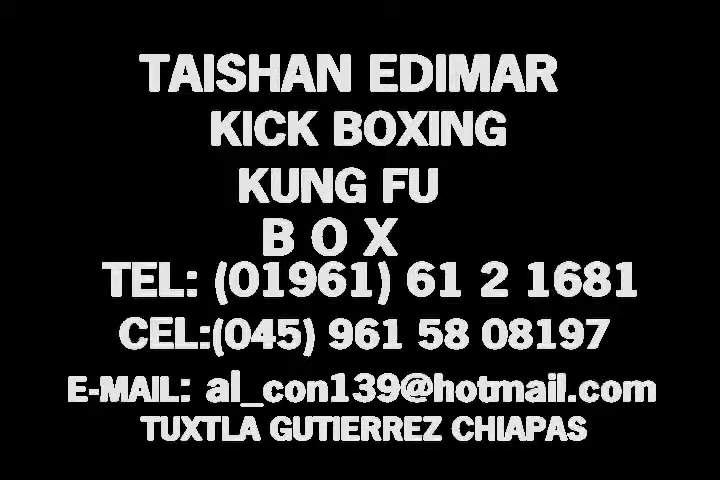 TAISHAN EDIMAR
KICK BOXING
KUNG FU
B O X
TEL: (01961) 61 2 1681
CEL:(045) 961 58 08197
E-MAIL: al_con139@hotmail.com
TUXTLA GUTIERREZ CHIAPAS